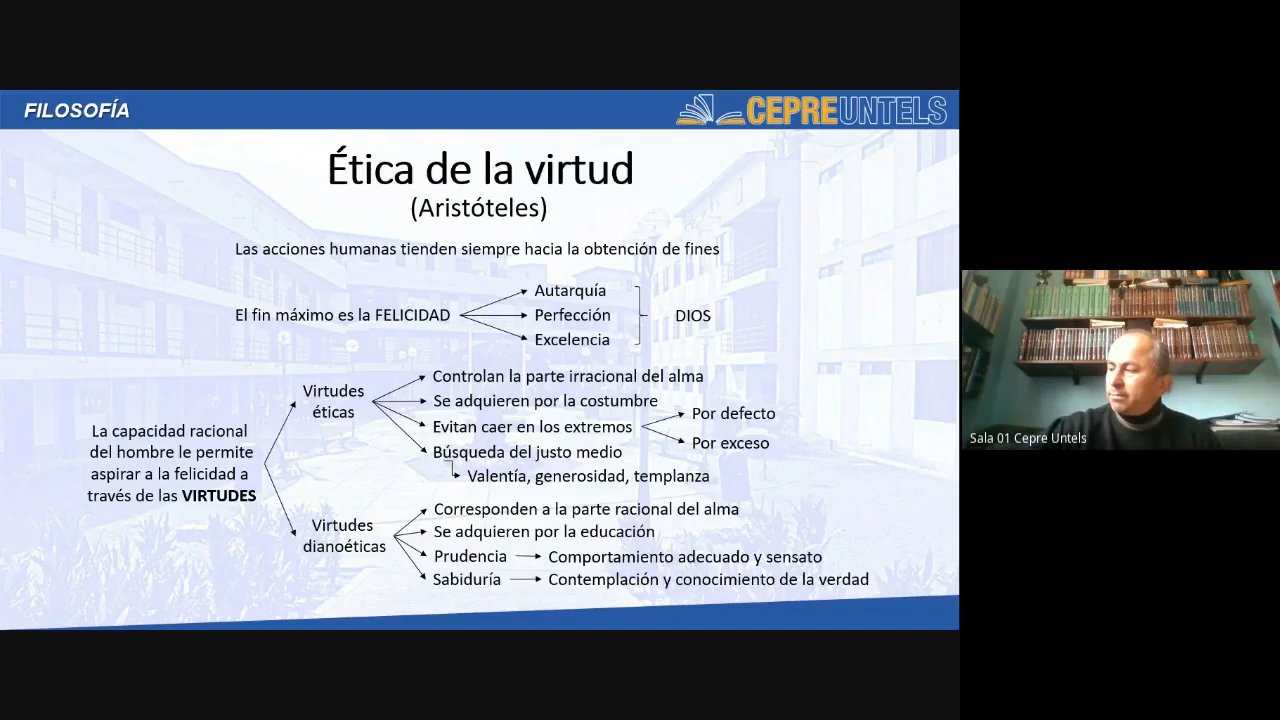 FILOSOFÍA
CEPREUNTELS
Ética de la virtud
(Aristóteles)
Las acciones humanas tienden siempre hacia la obtención de fines
El fin máximo es la FELICIDAD
Autarquía
Perfección
Excelencia
DIOS
La capacidad racional
del hombre le permite
aspirar a la felicidad a
través de las VIRTUDES
Virtudes
éticas
Controlan la parte irracional del alma
Se adquieren por la costumbre
Evitan caer en los extremos
Por defecto
Por exceso
Búsqueda del justo medio
Valentía, generosidad, templanza
Virtudes
dianoéticas
Corresponden a la parte racional del alma
Se adquieren por la educación
Prudencia
Comportamiento adecuado y sensato
Sabiduría
Contemplación y conocimiento de la verdad
Sala 01 Cepre Untels